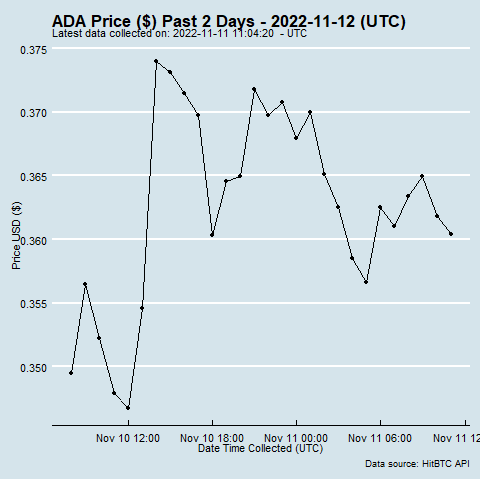 ADA Price ($) Past 2 Days - 2022-11-12 (UTC)
Latest data collected on: 2022-11-11 11:04:20 - UTC
0.375
0.370
0.365
0.360
0.355
0.350
Price USD ($)
Nov 10 12:00 Nov 10 18:00 Nov 11 00:00 Nov 11 06:00 Nov 11 12
Date Time Collected (UTC)
Data source: HitBTC API